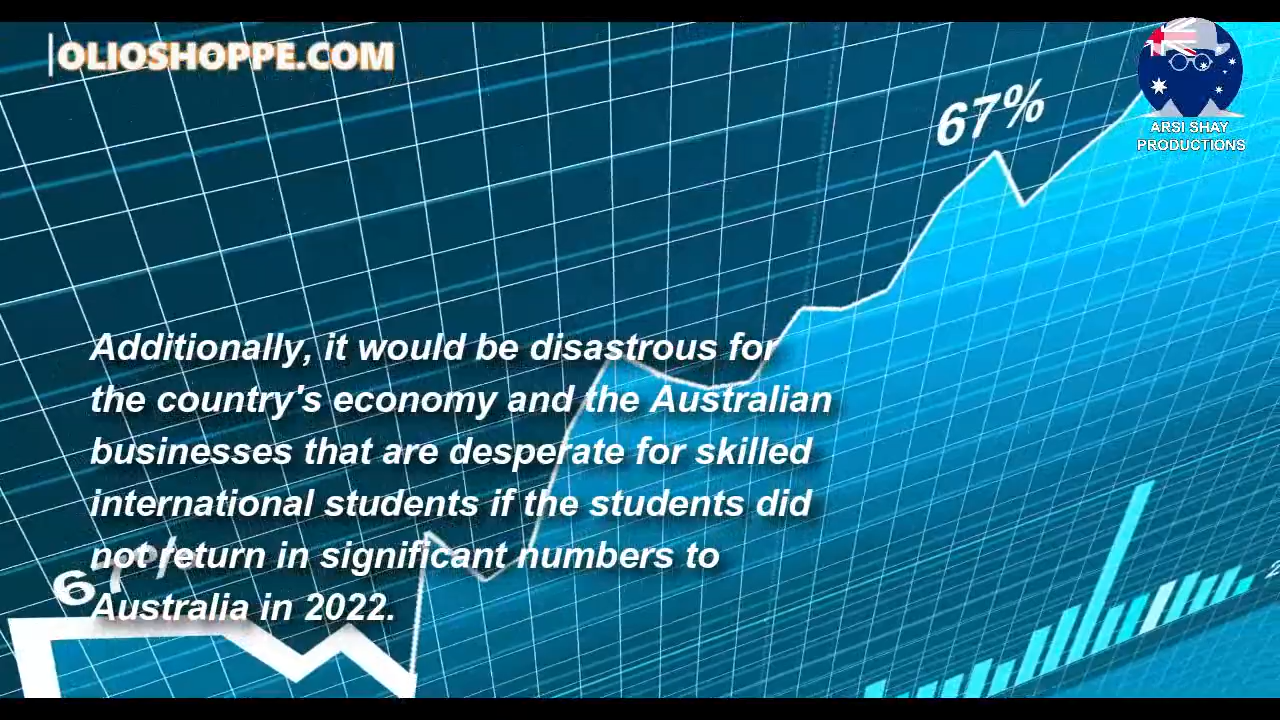 |OLIOSHOPPE.COM
ARSI SHAY
PRODUCTIONS
67%
Additionally, it would be disastrous for
the country's economy and the Australian
businesses that are desperate for skilled
international students if the students did
not return in significant numbers to
Australia in 2022.
67%